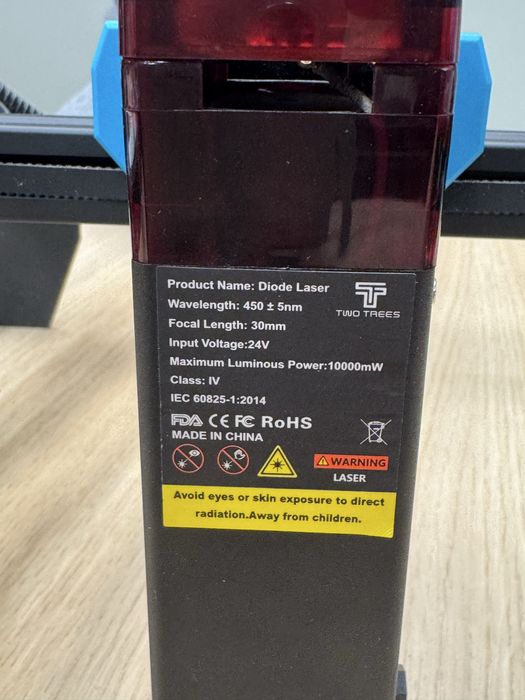 Product Name: Diode Laser
Wavelength: 450 ± 5nm
TWO TREES
Focal Length: 30mm
Input Voltage:24V
Maximum Luminous Power:10000mW
Class: IV
IEC 60825-1:2014
FDA CE FC RoHS
MADE IN CHINA
WARNING
LASER
Avoid eyes or skin exposure to direct
radiation.Away from children.